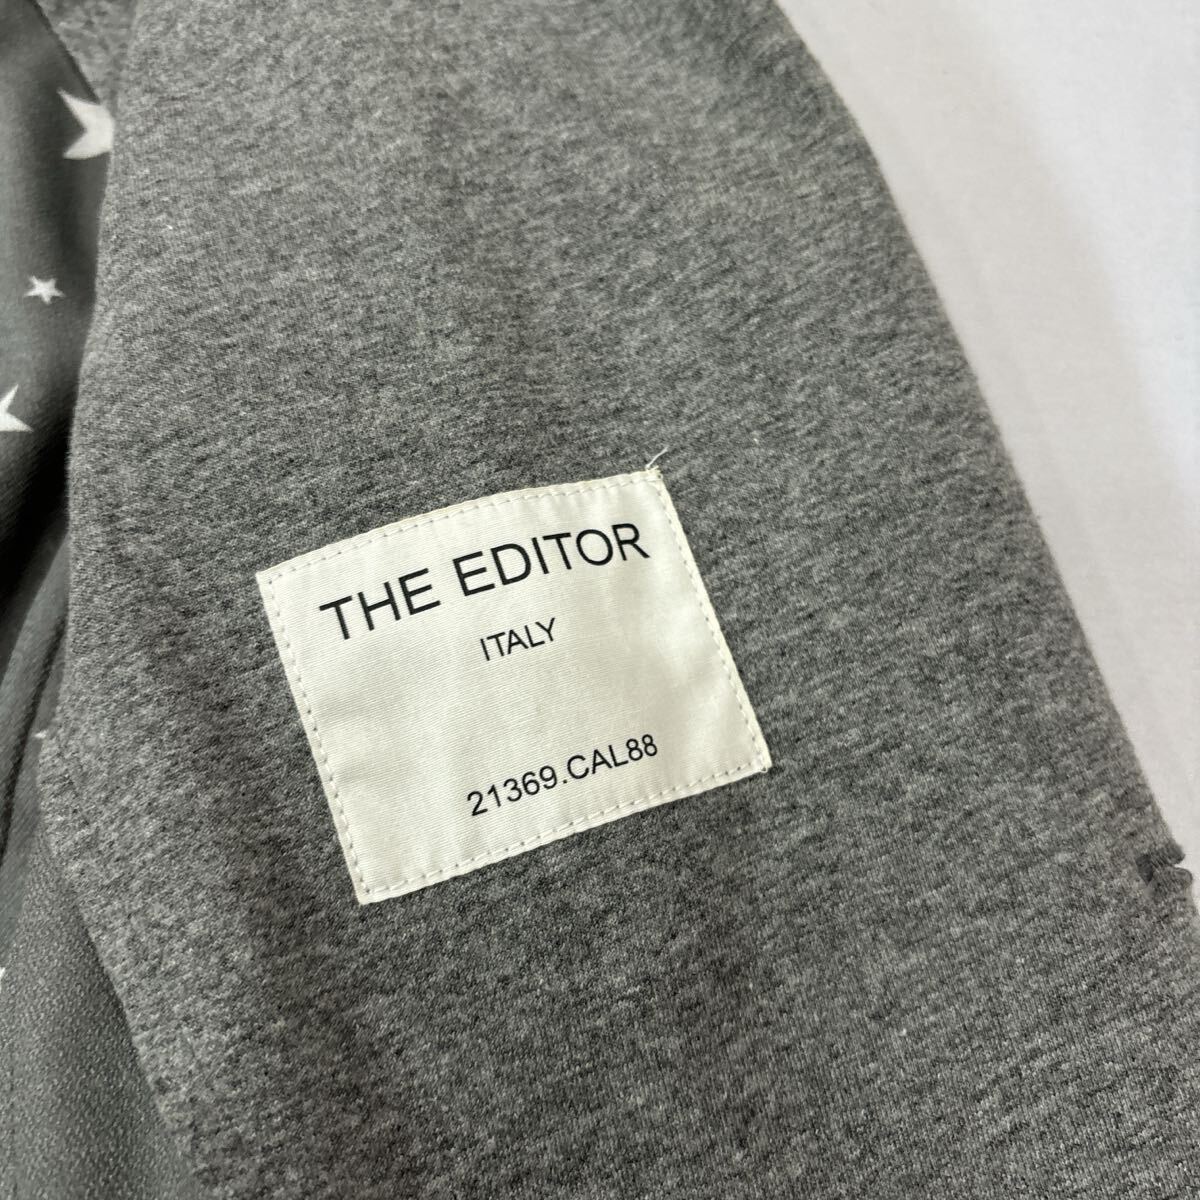 THE EDITOR
ITALY
21369.CAL88